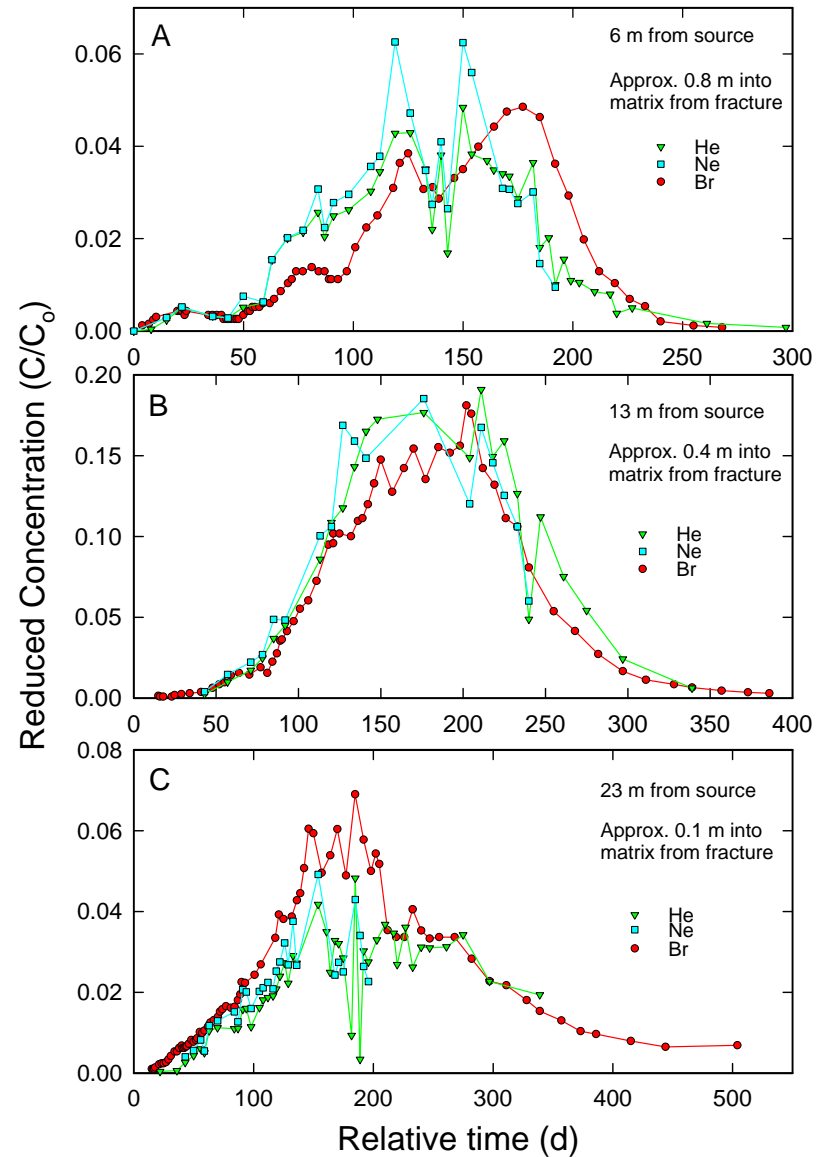 Reduced Concentration (C/Co)
A
6 m from source
Approx. 0.8 m into
matrix from fracture
He
Ne
Br
0.06
0.04
0.02
0.00
0 50 100 150 200 250 300
B
13 m from source
Approx. 0.4 m into
matrix from fracture
He
Ne
Br
0.20
0.15
0.10
0.05
0.00
0 50 100 150 200 250 300 350 400
C
23 m from source
Approx. 0.1 m into
matrix from fracture
He
Ne
Br
0.08
0.06
0.04
0.02
0.00
0 100 200 300 400 500
Relative time (d)